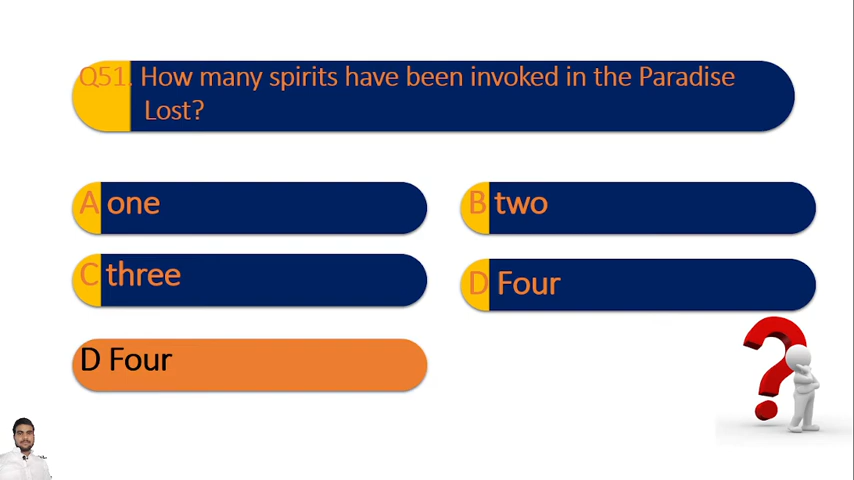 Q51. How many spirits have been invoked in the Paradise
Lost?
A one
B two
C three
D Four
D Four